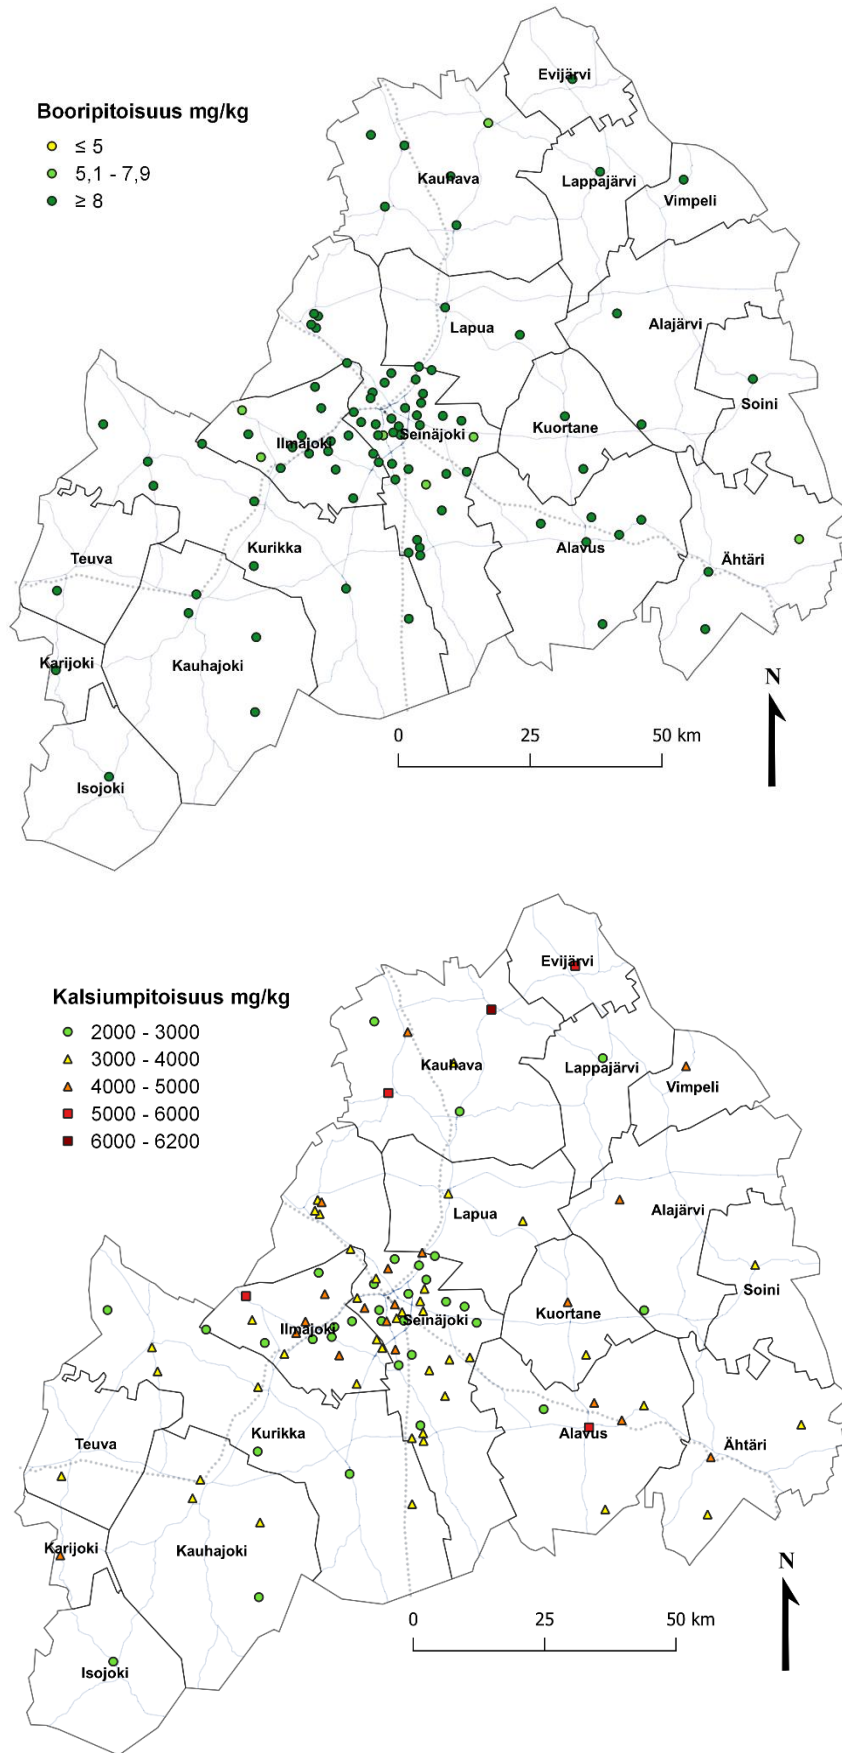 Booripitoisuus mg/kg
≤ 5
5,1 - 7,9
≥ 8
Evijärvi
Kauhava
Lappajärvi
Vimpeli
Lapua
Alajärvi
Soini
Kuortane
Seinäjoki
Ilmajoki
Kurikka
Alavus
Ähtäri
Teuva
Karijoki
Kauhajoki
Isojoki
N
0 25 50 km
Kalsiumpitoisuus mg/kg
2000 - 3000
3000 - 4000
4000 - 5000
5000 - 6000
6000 - 6200
Evijärvi
Kauhava
Lappajärvi
Vimpeli
Lapua
Alajärvi
Soini
Kuortane
Seinäjoki
Ilmajoki
Kurikka
Alavus
Ähtäri
Teuva
Karijoki
Kauhajoki
Isojoki
N
0 25 50 km